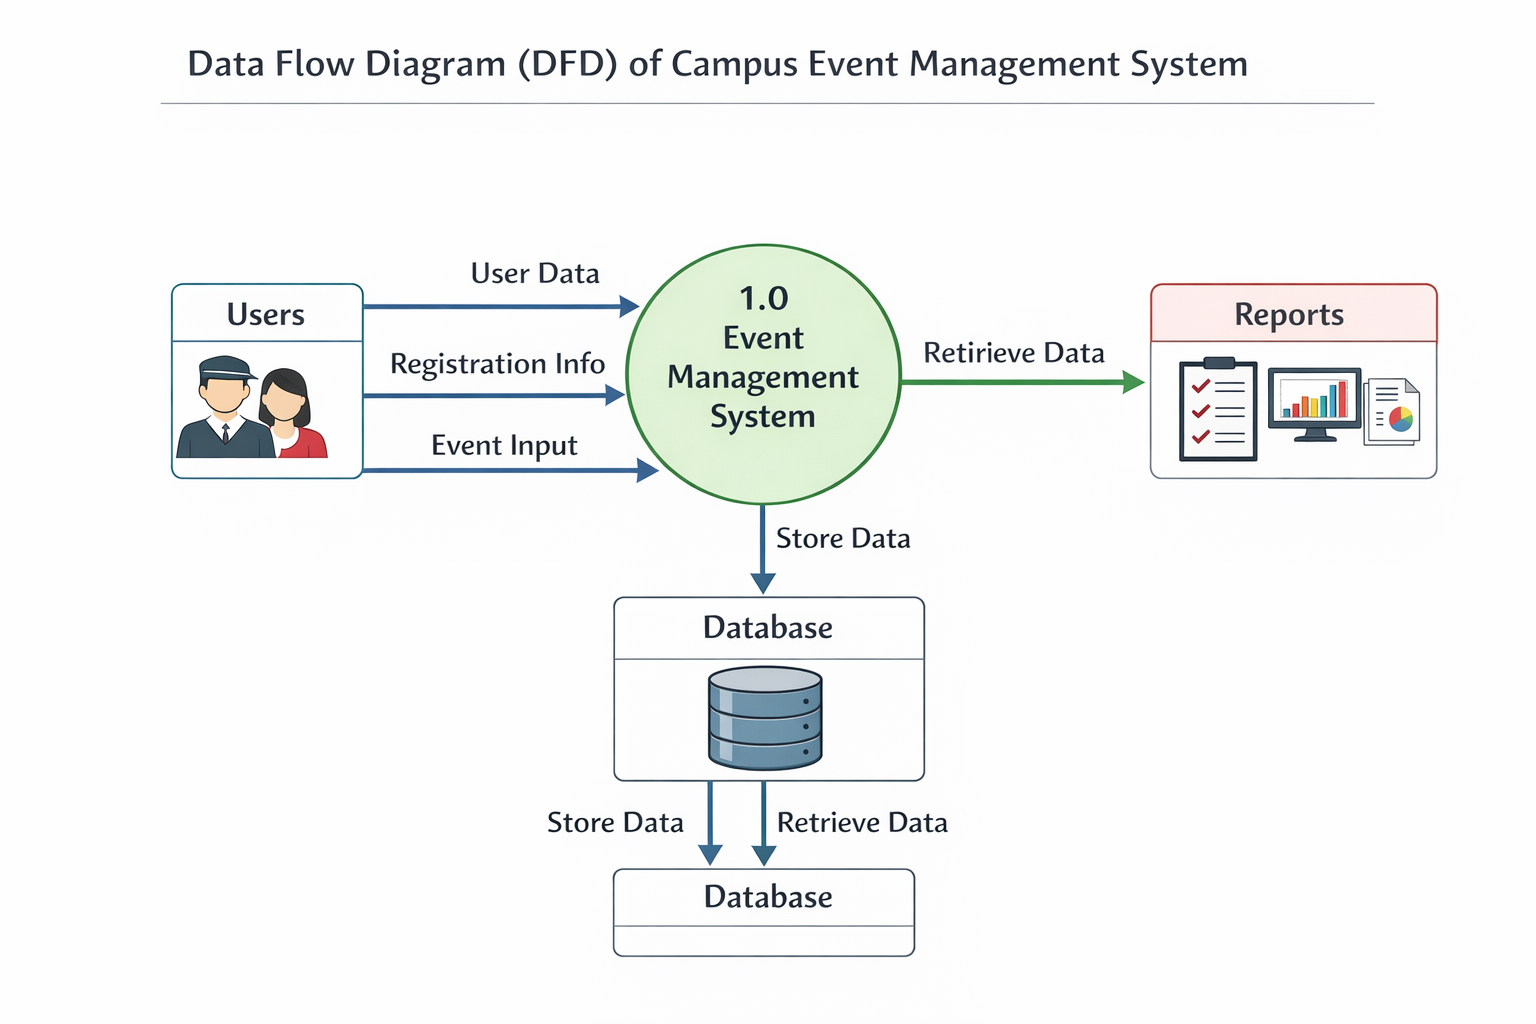 Data Flow Diagram (DFD) of Campus Event Management System
User Data
Users
Registration Info
Event Input
1.0
Event
Management
System
Retirieve Data
Reports
Store Data
Database
Store Data
Retrieve Data
Database